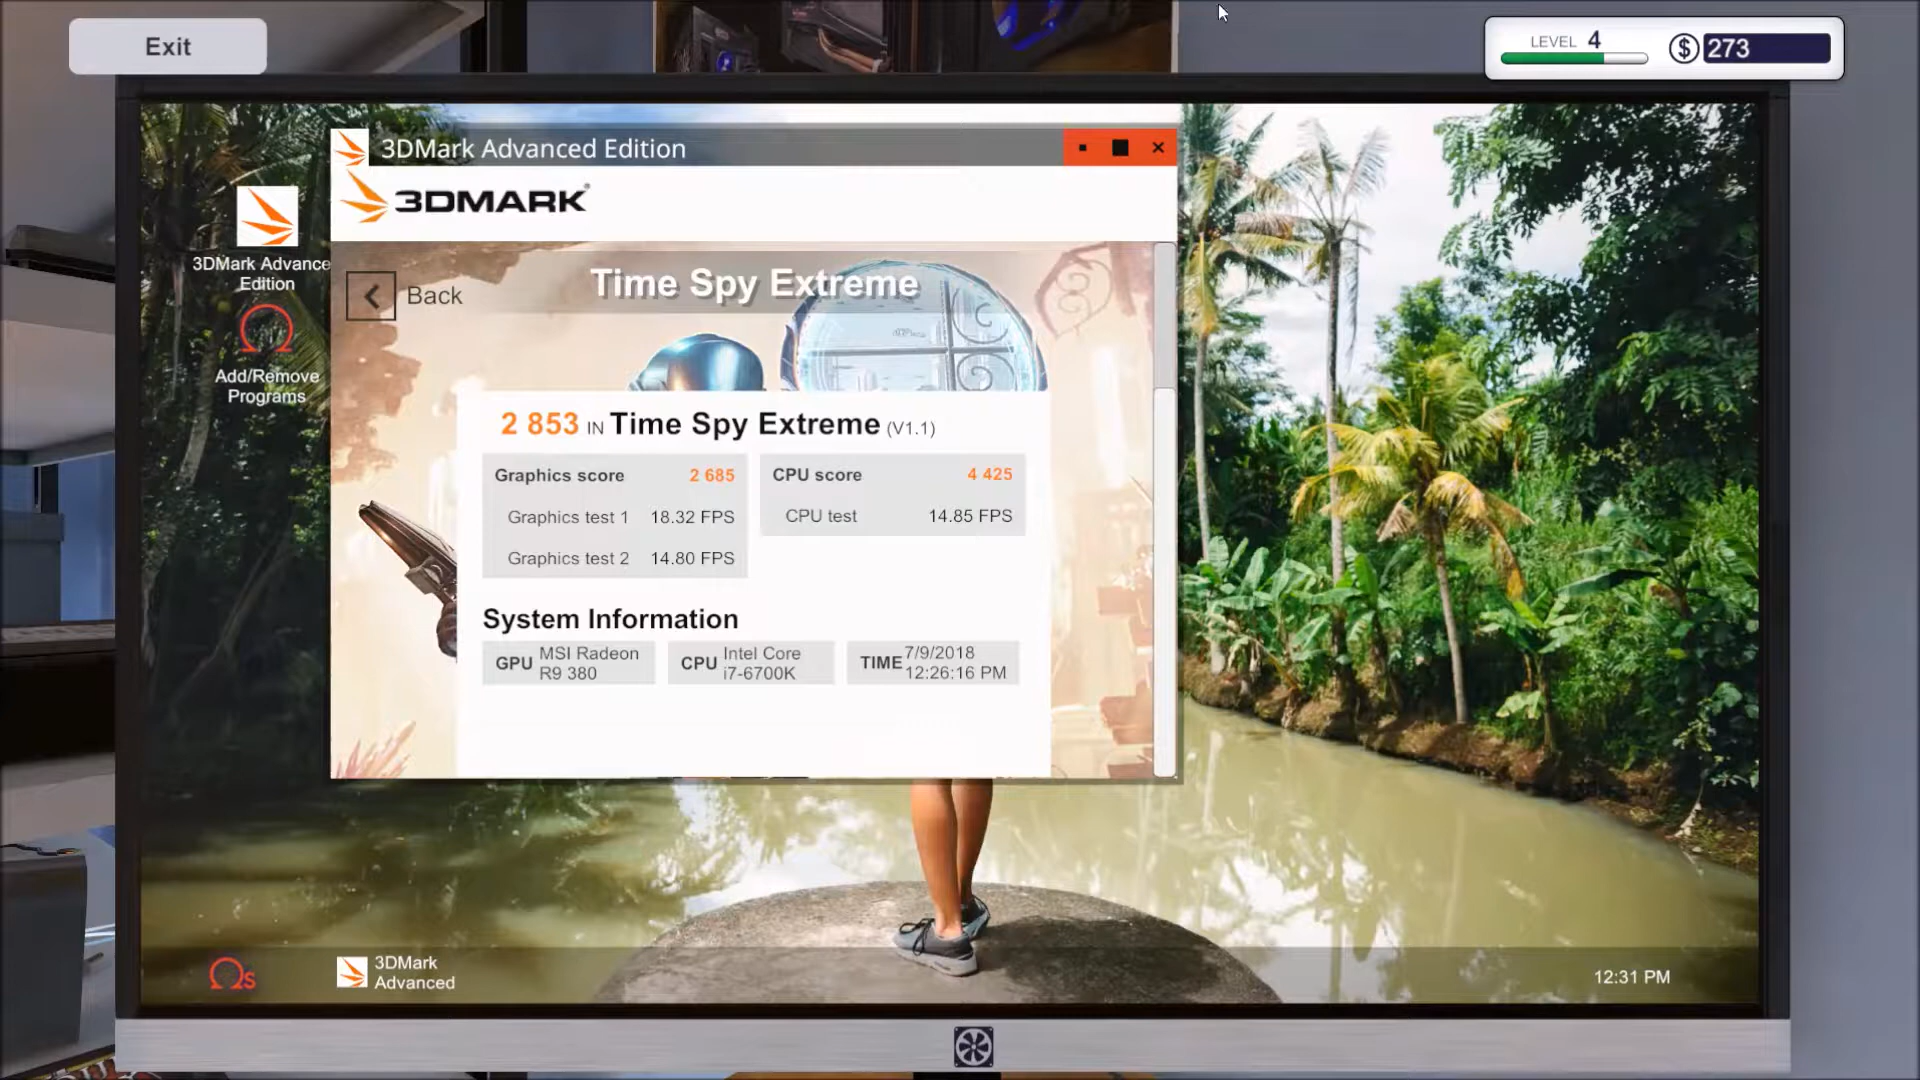 Exit
LEVEL 4
$ 273
3DMark Advanced Edition
3DMARK
3DMark Advance
Edition
Add/Remove
Programs
Back
Time Spy Extreme
2 853 IN Time Spy Extreme (V1.1)
Graphics score 2 685
Graphics test 1 18.32 FPS
Graphics test 2 14.80 FPS
CPU score 4 425
CPU test 14.85 FPS
System Information
GPU MSI Radeon
R9 380
CPU Intel Core
i7-6700K
TIME 7/9/2018
12:26:16 PM
ΩS
3DMark
Advanced
12:31 PM